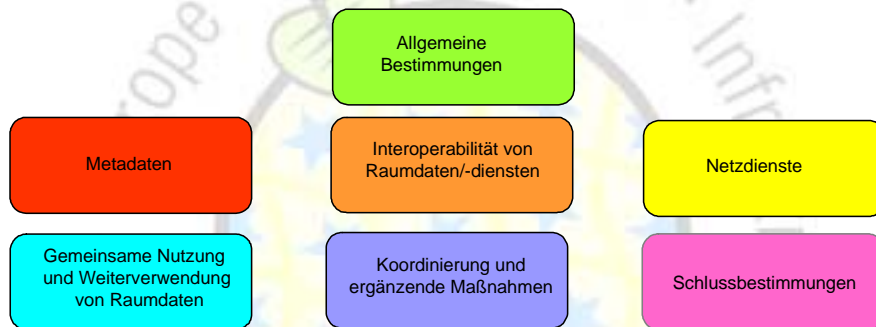 Allgemeine
Bestimmungen
Metadaten
Interoperabilität von
Raumdaten/-diensten
Netzdienste
Gemeinsame Nutzung
und Weiterverwendung
von Raumdaten
Koordinierung und
ergänzende Maßnahmen
Schlussbestimmungen